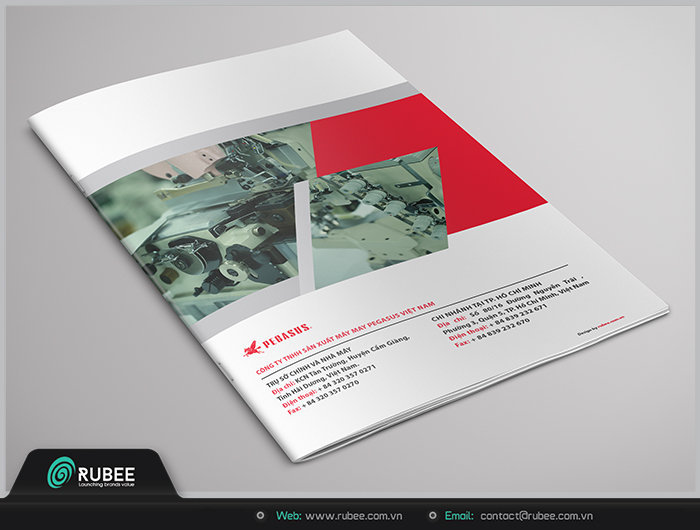 PEGASUS.
CÔNG TY TNHH SẢN XUẤT MÁY MAY PEGASUS VIỆT NAM
TRỤ SỞ CHÍNH VÀ NHÀ MÁY
Địa chỉ: KCN Tân Trường, Huyện Cẩm Giàng,
Tỉnh Hải Dương, Việt Nam.
Điện thoại: + 84 320 357 0271
Fax: + 84 320 357 0270
CHI NHÁNH TẠI TP. HỒ CHÍ MINH
Địa chỉ: Số 80/16 Đường Nguyễn Trãi ,
Phường 3, Quận 5, TP. Hồ Chí Minh, Việt Nam
Điện thoại: + 84 839 232 671
Fax: + 84 839 232 670
Design by rubee.com.vn
RUBEE
Launching brands value
Web: www.rubee.com.vn
Email: contact@rubee.com.vn